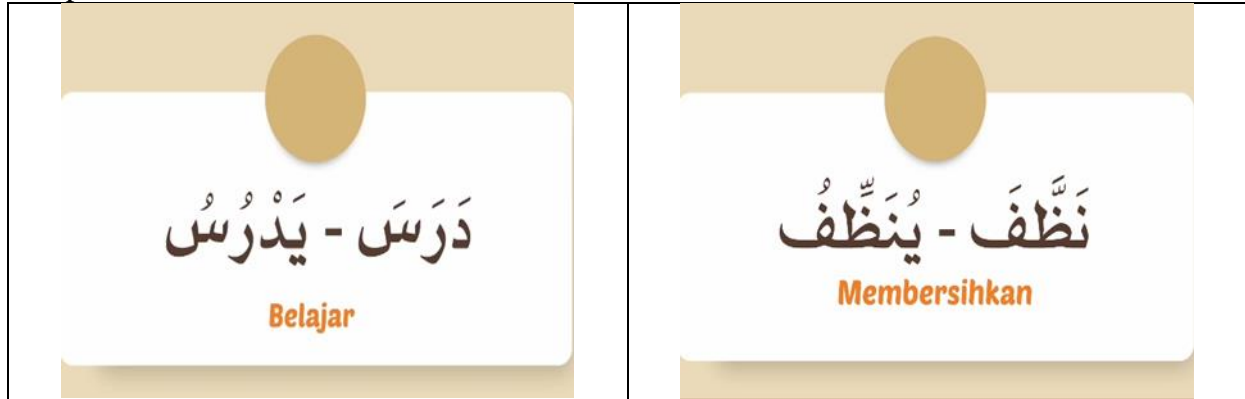 دَرَسَ - يَدْرُسُ
Belajar
نَظَّفَ - يُنَظِّفُ
Membersihkan